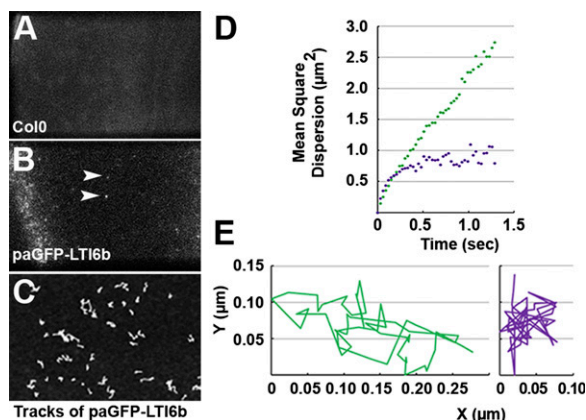 A
Col0
B
paGFP-LTI6b
C
Tracks of paGFP-LTI6b
D
Mean Square
Dispersion (µm2)
3.0
2.5
2.0
1.5
1.0
0.5
0 0.5 1.0 1.5
Time (sec)
E
Y (µm)
0.15
0.10
0.05
0 0.05 0.10 0.15 0.20 0.25 0 0.05 0.10
X (µm)